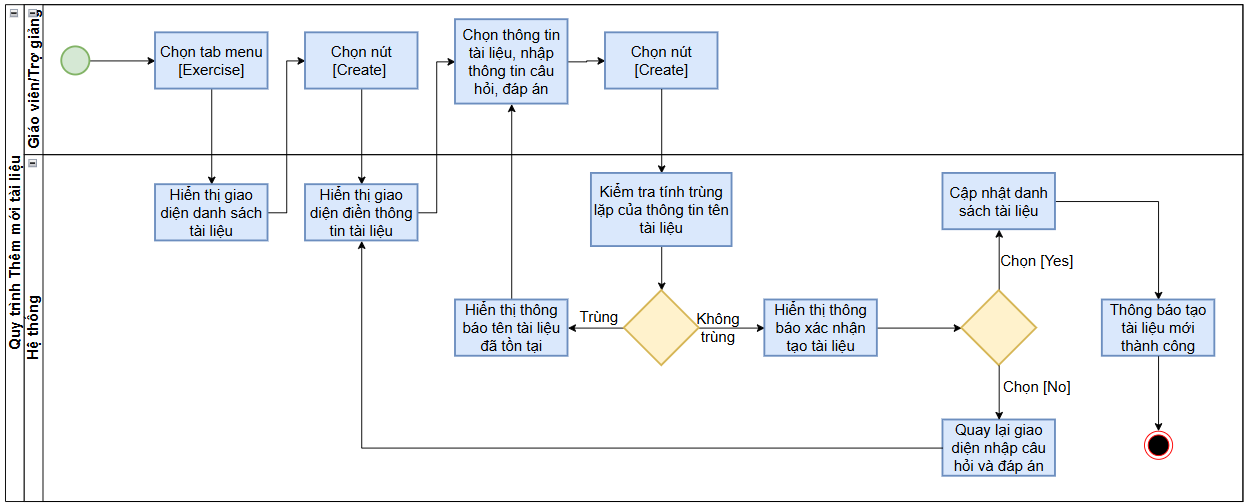 Quy trình Thêm mới tài liệu
Giáo viên/Trợ giảng
Chọn tab menu
[Exercise]
Chọn nút
[Create]
Chọn thông tin
tài liệu, nhập
thông tin câu
hỏi, đáp án
Chọn nút
[Create]
Hệ thống
Hiển thị giao
diện danh sách
tài liệu
Hiển thị giao
diện điền thông
tin tài liệu
Kiểm tra tính trùng
lặp của thông tin tên
tài liệu
Cập nhật danh
sách tài liệu
Chọn [Yes]
Hiển thị thông
báo tên tài liệu
đã tồn tại
Trùng
Không
trùng
Hiển thị thông
báo xác nhận
tạo tài liệu
Thông báo tạo
tài liệu mới
thành công
Chọn [No]
Quay lại giao
diện nhập câu
hỏi và đáp án